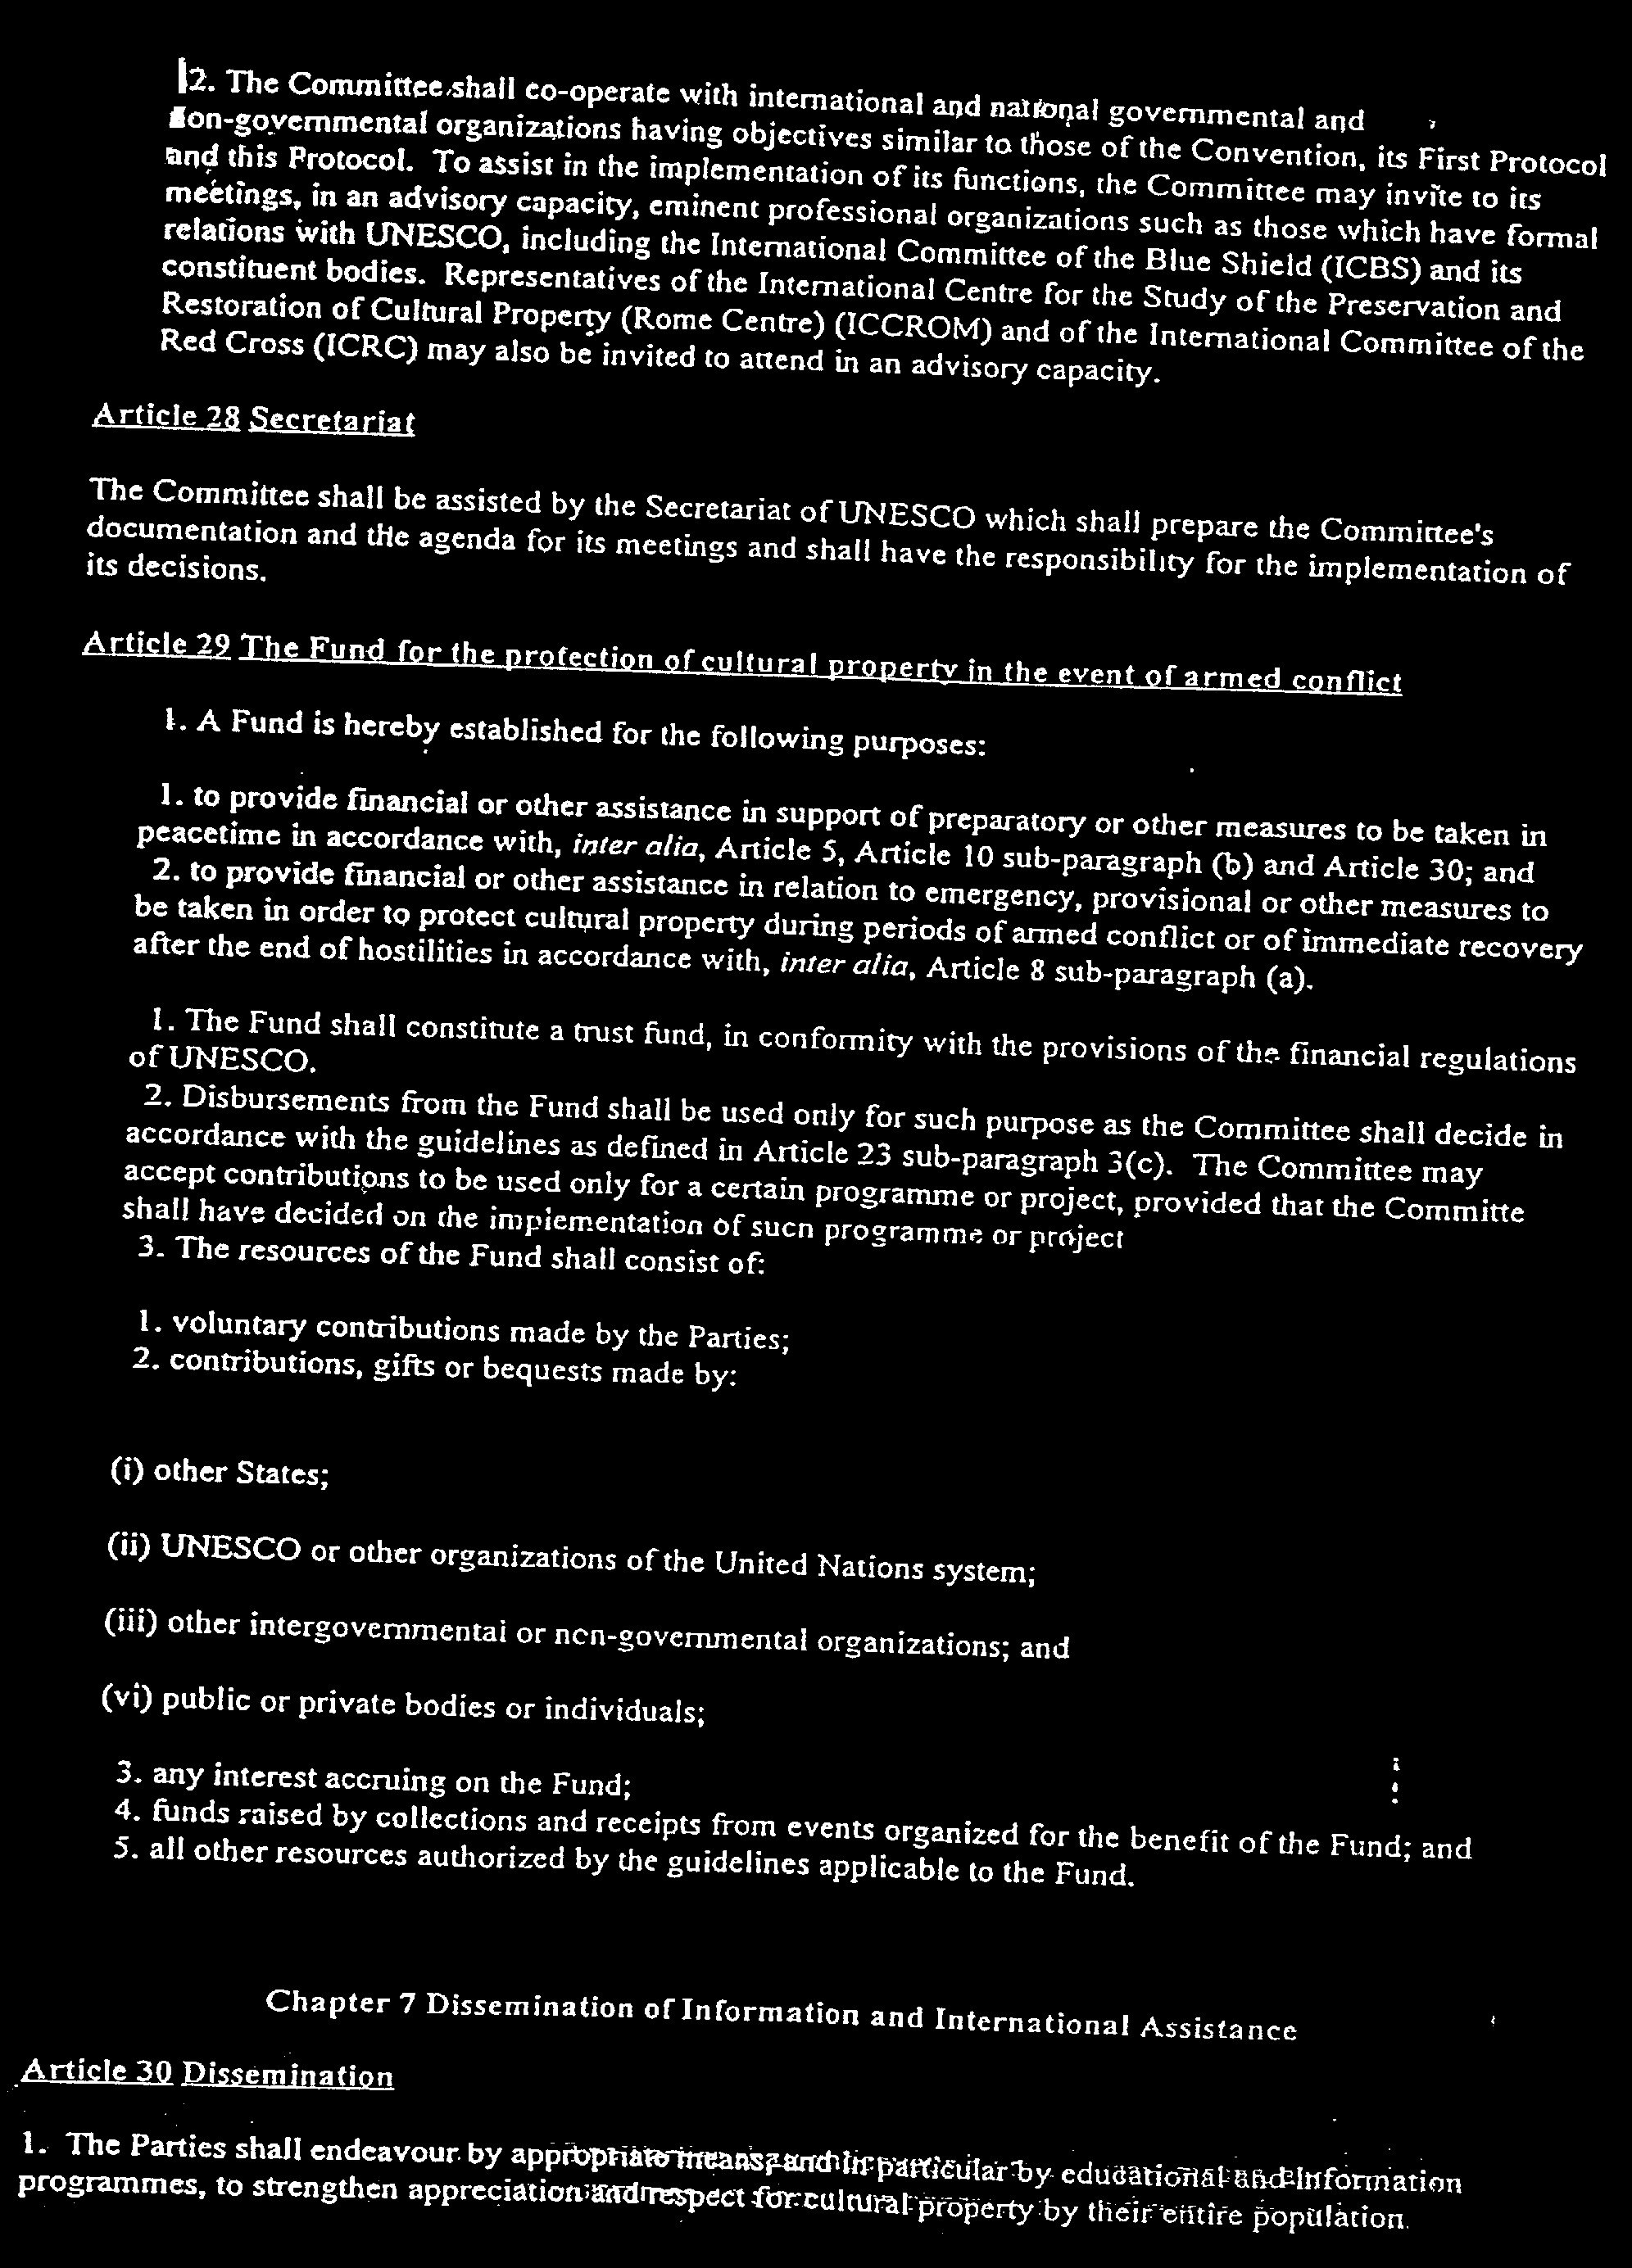 2. The Committee shall co-operate with international and national governmental and
non-governmental organizations having objectives similar to those of the Convention, its First Protocol
and this Protocol. To assist in the implementation of its functions, the Committee may invite to its
meetings, in an advisory capacity, eminent professional organizations such as those which have formal
relations with UNESCO, including the International Committee of the Blue Shield (ICBS) and its
constituent bodies. Representatives of the International Centre for the Study of the Preservation and
Restoration of Cultural Property (Rome Centre) (ICCROM) and of the International Committee of the
Red Cross (ICRC) may also be invited to attend in an advisory capacity.
Article 28 Secretariat
The Committee shall be assisted by the Secretariat of UNESCO which shall prepare the Committee's
documentation and the agenda for its meetings and shall have the responsibility for the implementation of
its decisions.
Article 29 The Fund for the protection of cultural property in the event of armed conflict
1. A Fund is hereby established for the following purposes:
1. to provide financial or other assistance in support of preparatory or other measures to be taken in
peacetime in accordance with, inter alia, Article 5, Article 10 sub-paragraph (b) and Article 30; and
2. to provide financial or other assistance in relation to emergency, provisional or other measures to
be taken in order to protect cultural property during periods of armed conflict or of immediate recovery
after the end of hostilities in accordance with, inter alia, Article 8 sub-paragraph (a).
1. The Fund shall constitute a trust fund, in conformity with the provisions of the financial regulations
of UNESCO.
2. Disbursements from the Fund shall be used only for such purpose as the Committee shall decide in
accordance with the guidelines as defined in Article 23 sub-paragraph 3(c). The Committee may
accept contributions to be used only for a certain programme or project, provided that the Committe
shall have decided on the implementation of such programme or project
3. The resources of the Fund shall consist of:
1. voluntary contributions made by the Parties;
2. contributions, gifts or bequests made by:
(i) other States;
(ii) UNESCO or other organizations of the United Nations system;
(iii) other intergovernmental or non-governmental organizations; and
(vi) public or private bodies or individuals;
3. any interest accruing on the Fund;
4. funds raised by collections and receipts from events organized for the benefit of the Fund; and
5. all other resources authorized by the guidelines applicable to the Fund.
Chapter 7 Dissemination of Information and International Assistance
Article 30 Dissemination
1. The Parties shall endeavour by appropriate means, and in particular by educational and information
programmes, to strengthen appreciation and respect for cultural property by their entire population.